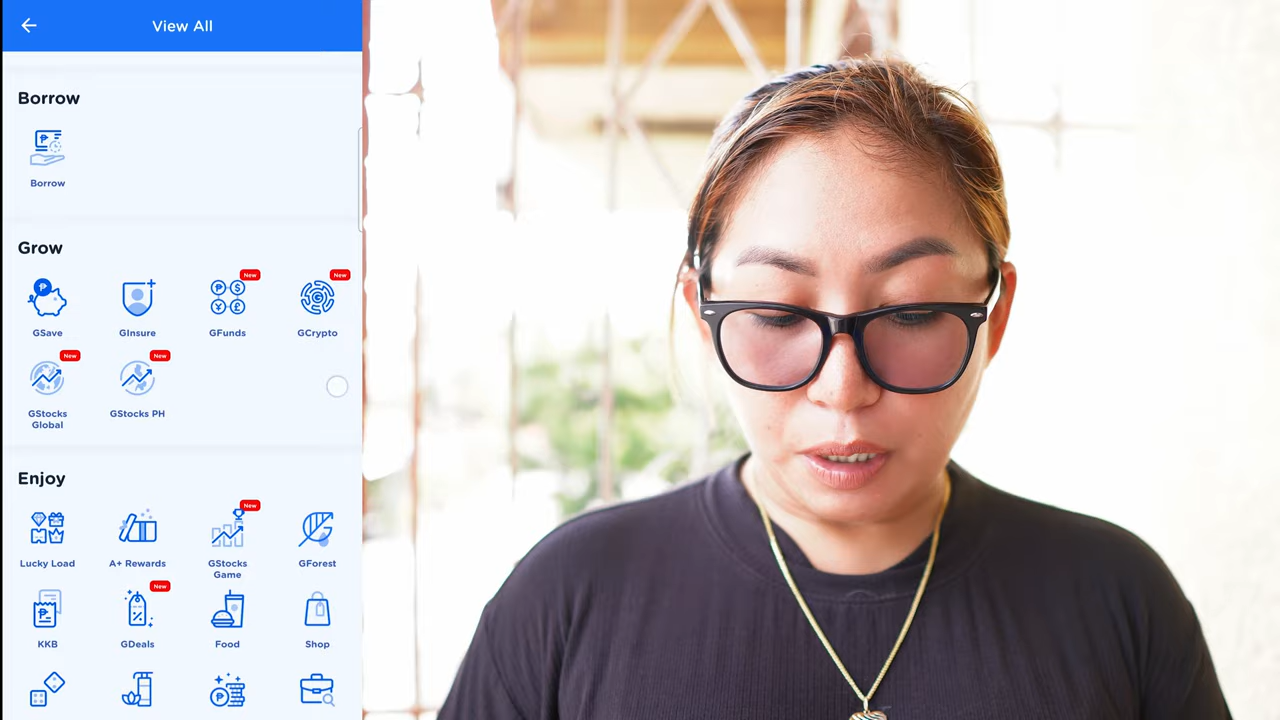 View All
Borrow
Borrow
Grow
New
New
GSave
GInsure
GFunds
GCrypto
New
New
GStocks
Global
GStocks PH
Enjoy
New
Lucky Load
A+ Rewards
GStocks
Game
GForest
New
KKB
GDeals
Food
Shop